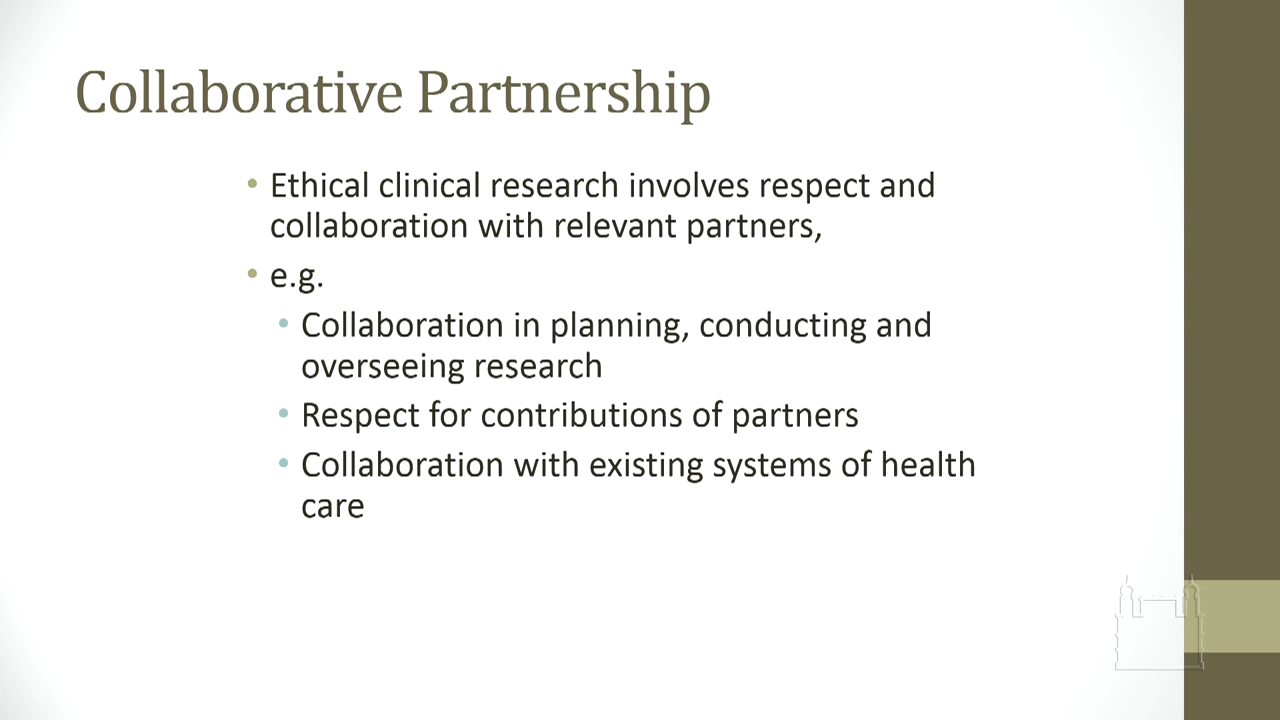 Collaborative Partnership
• Ethical clinical research involves respect and
collaboration with relevant partners,
• e.g.
• Collaboration in planning, conducting and
overseeing research
• Respect for contributions of partners
• Collaboration with existing systems of health
care